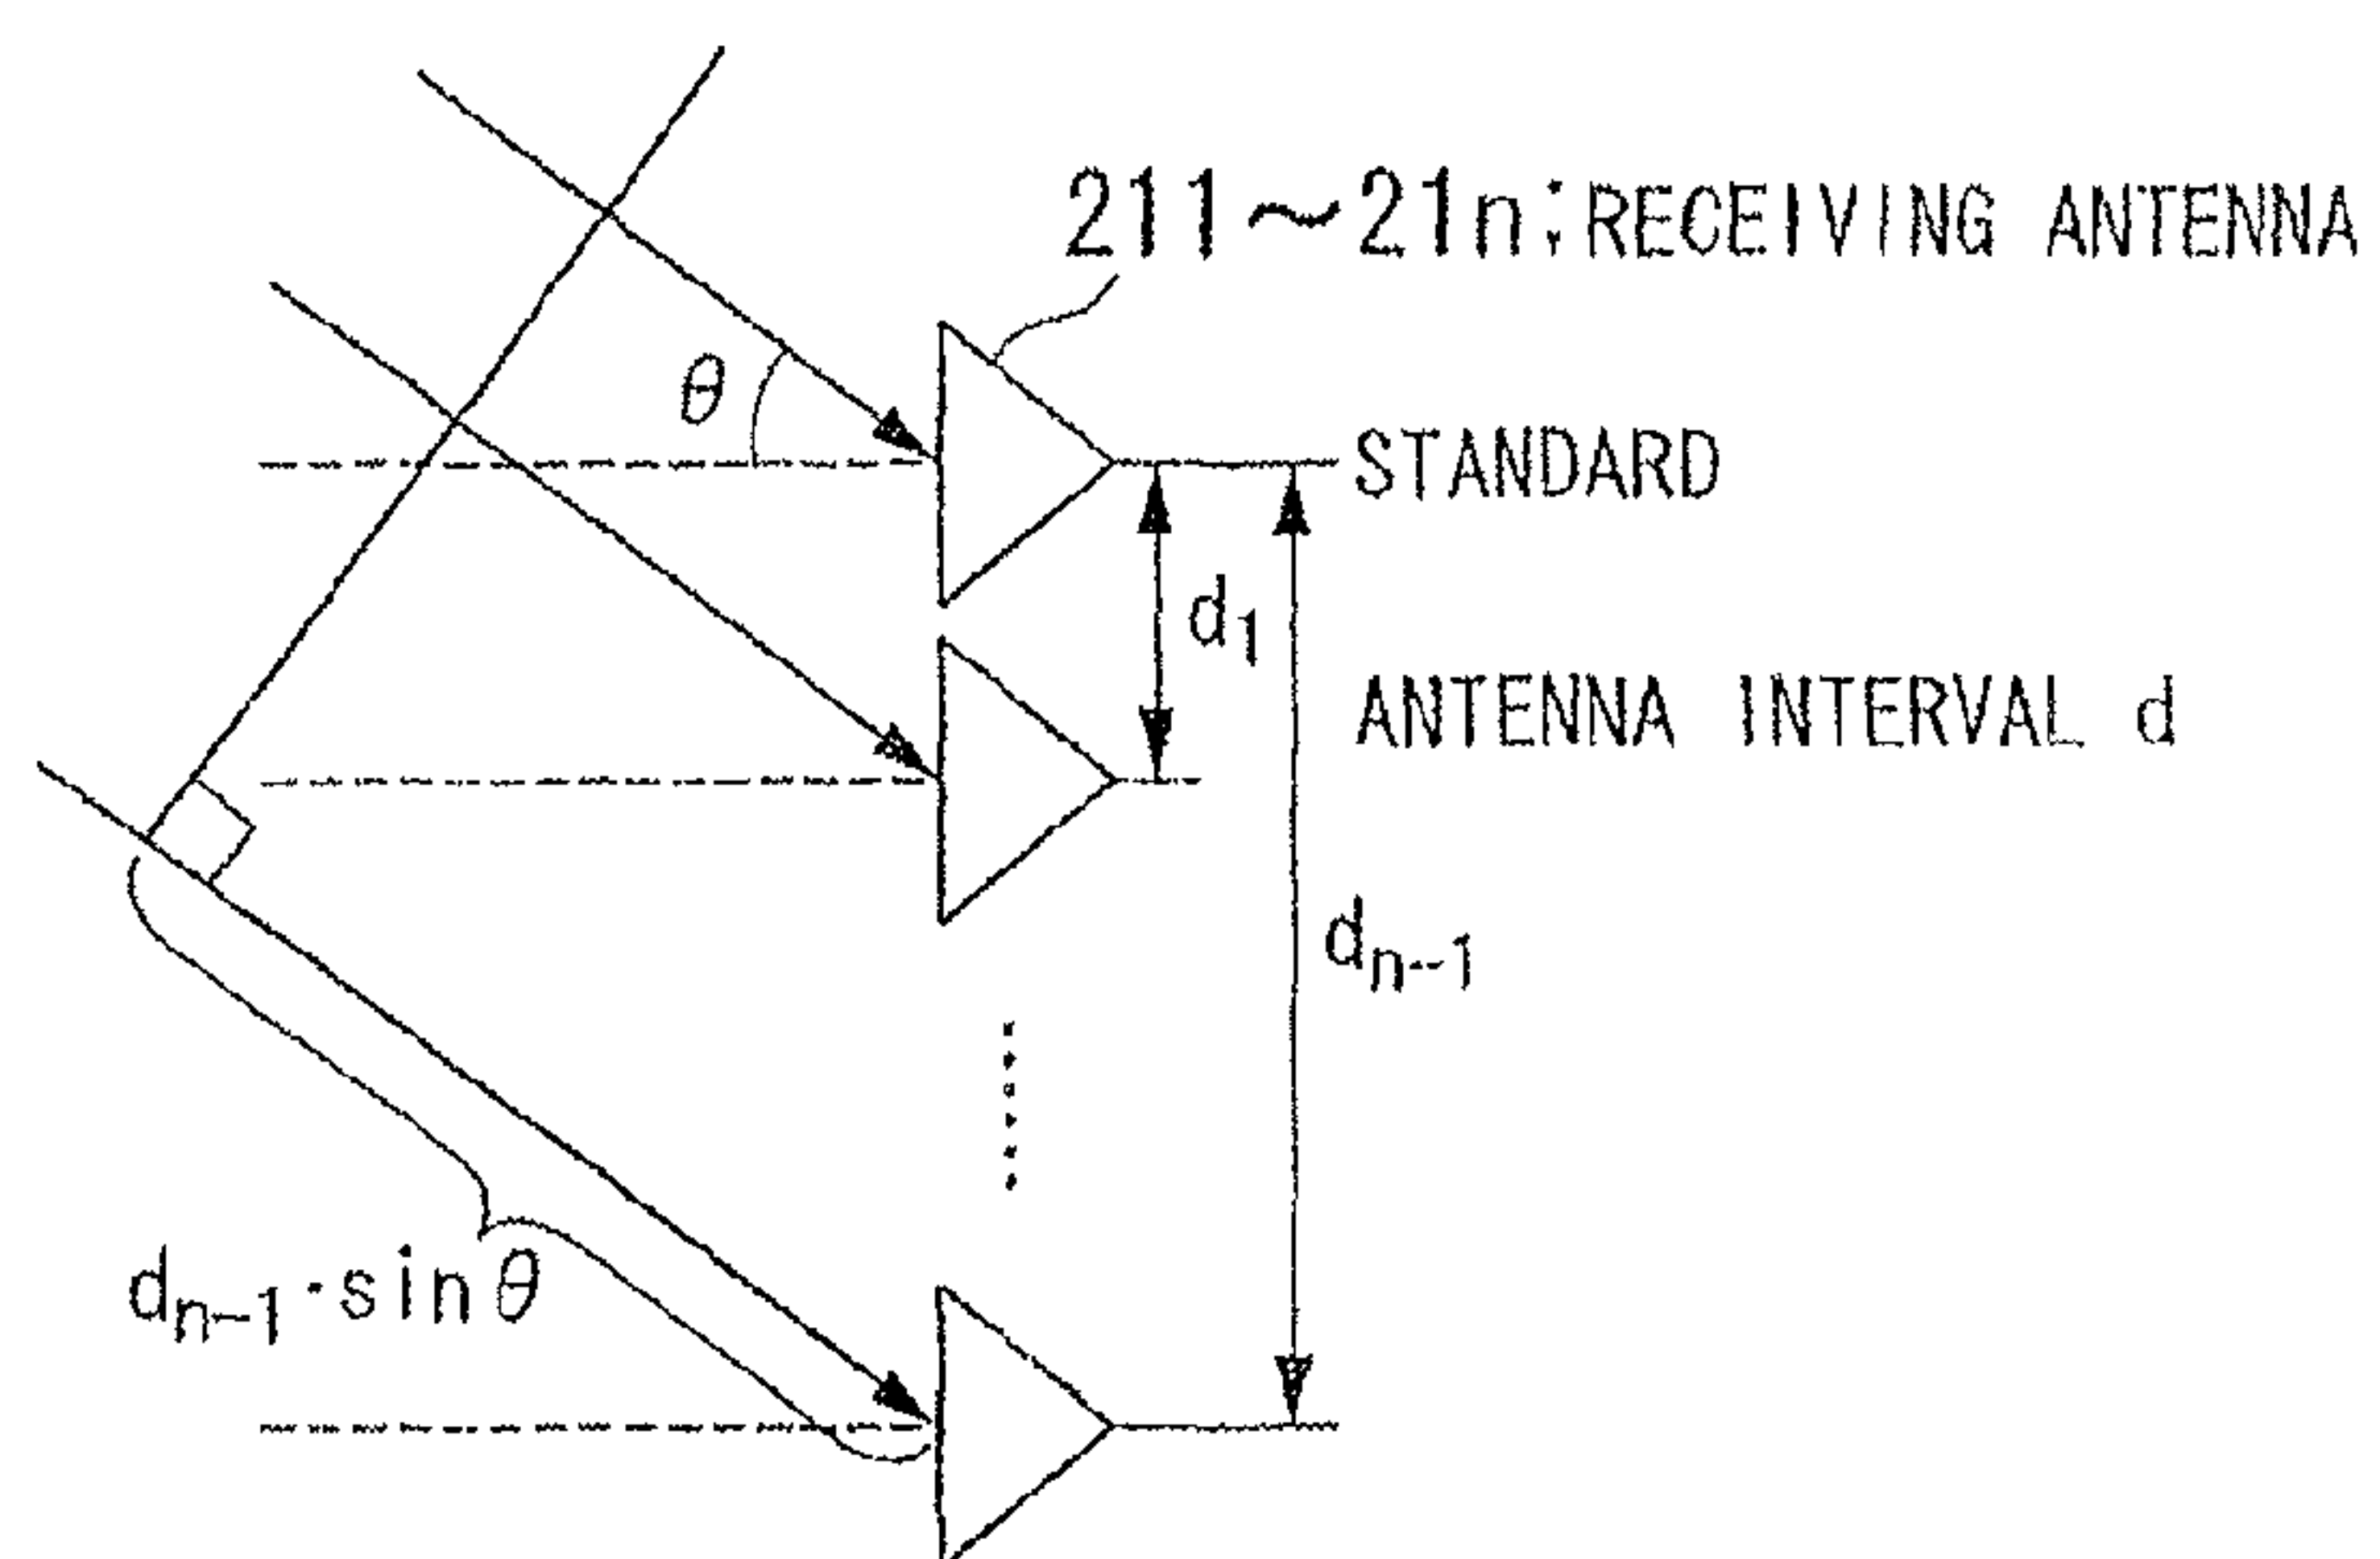 211～21n:RECEIVING ANTENNA
θ
STANDARD
d1
ANTENNA INTERVAL d
dn-1
dn-1·sinθ